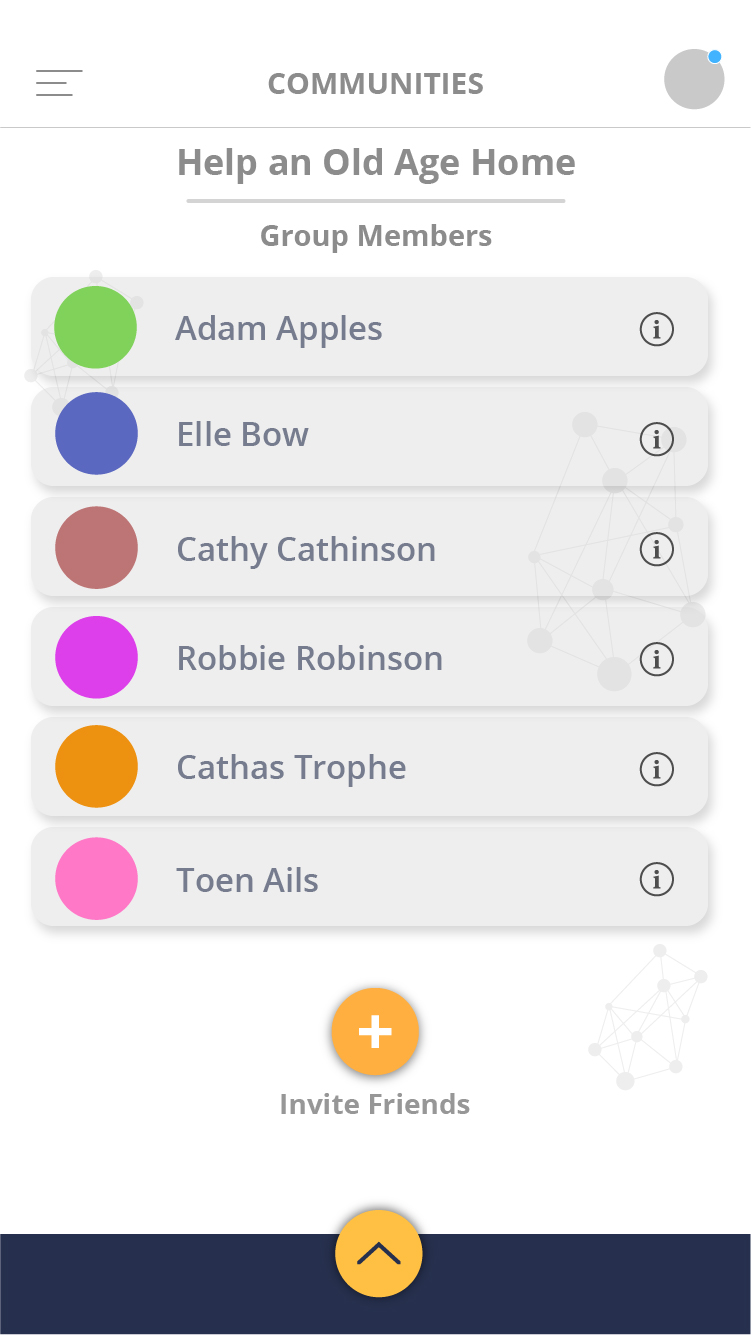 COMMUNITIES
Help an Old Age Home
Group Members
Adam Apples
Elle Bow
Cathy Cathinson
Robbie Robinson
Cathas Trophe
Toen Ails
Invite Friends